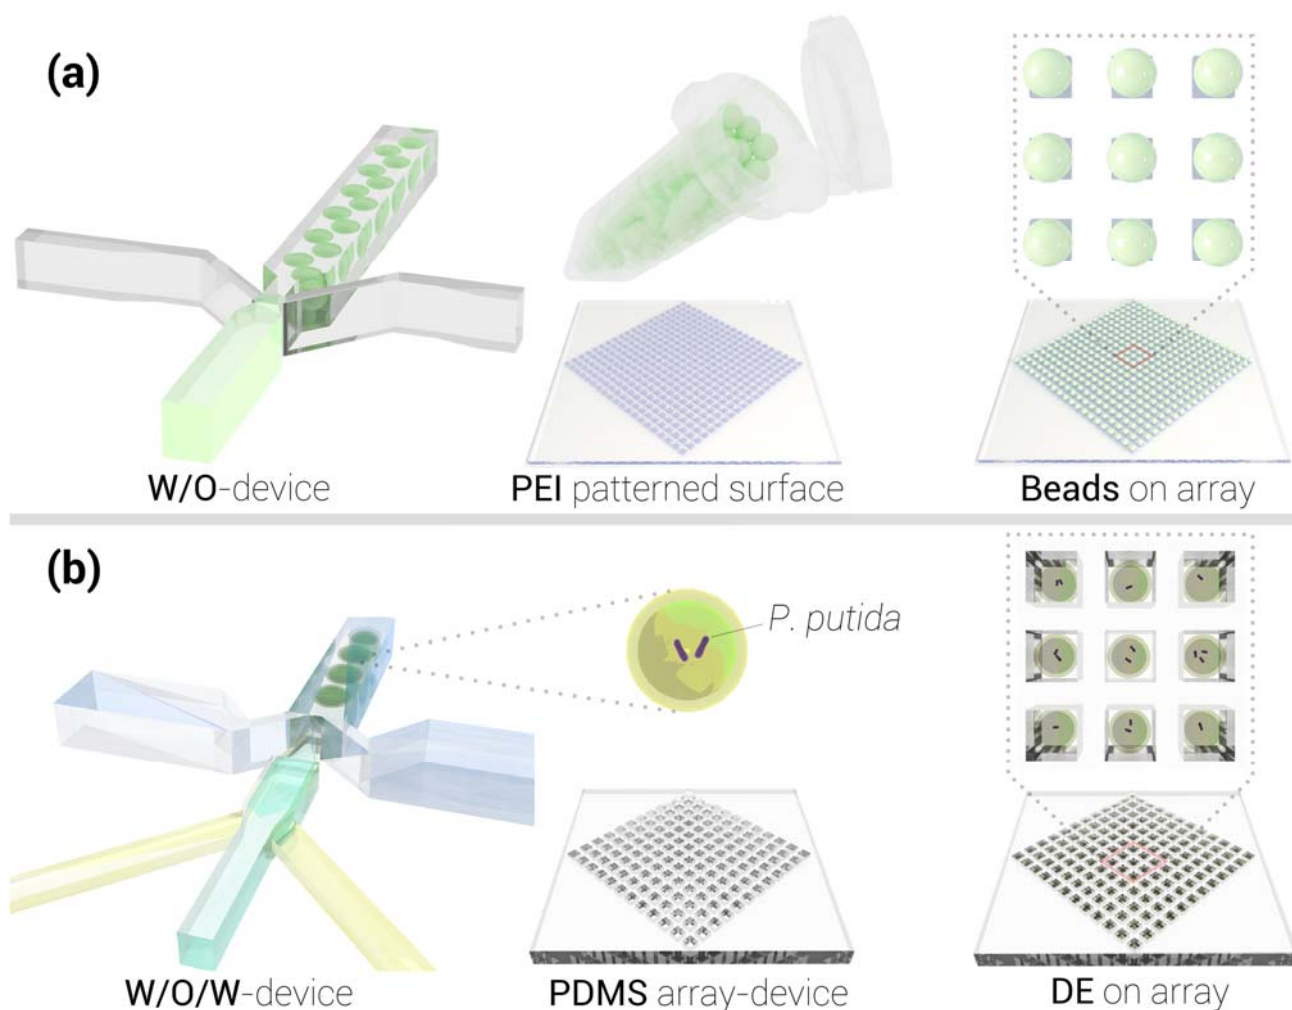 (a)
W/O-device
PEI patterned surface
Beads on array
(b)
P. putida
W/O/W-device
PDMS array-device
DE on array